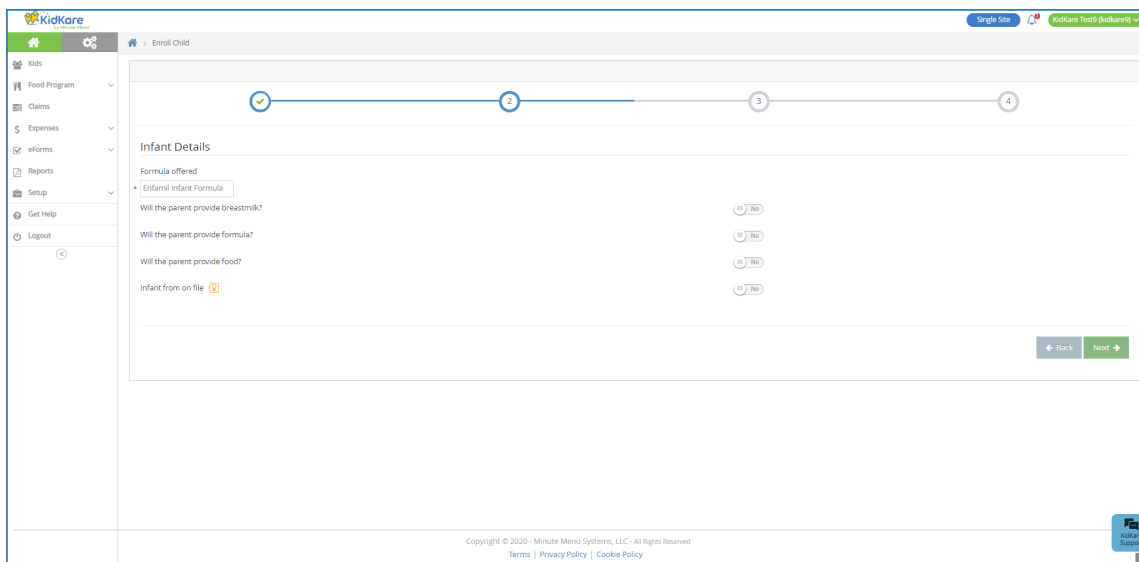 KidKare
by Minute Menu
Single Site
KidKare Test9 (kidkare9)
Enroll Child
Kids
Food Program
Claims
$ Expenses
eForms
Reports
Setup
Get Help
Logout
2
3
4
Infant Details
Formula offered
* Enfamil Infant Formula
Will the parent provide breastmilk? No
Will the parent provide formula? No
Will the parent provide food? No
Infant from on file No
Back Next
KidKar
Suppor
Copyright © 2020 - Minute Menu Systems, LLC - All Rights Reserved
Terms | Privacy Policy | Cookie Policy